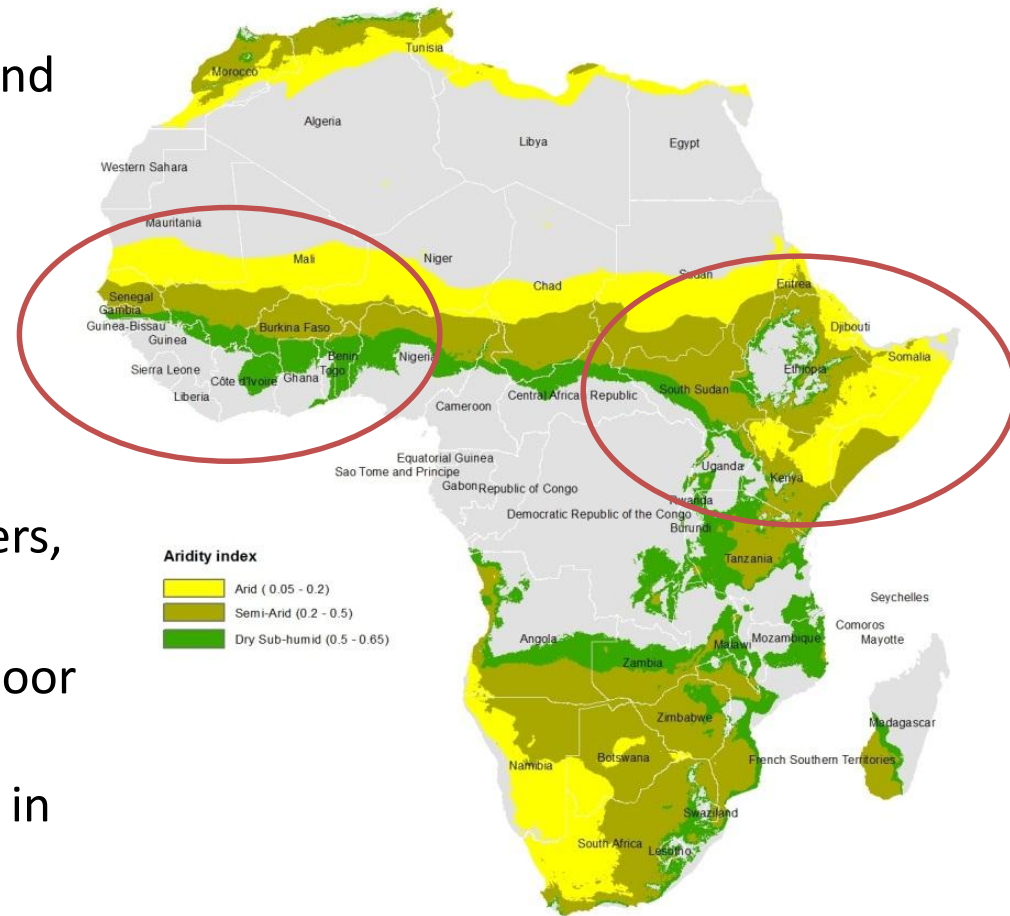 nd
ers,
oor
in
Tunisia
Morocco
Algeria
Libya
Egypt
Western Sahara
Mauritania
Mali
Niger
Chad
Sudan
Eritrea
Senegal
Gambia
Guinea-Bissau
Guinea
Burkina Faso
Djibouti
Somalia
Benin
Nigeria
Togo
Sierra Leone
Côte d'Ivoire
Ghana
Liberia
Ethiopia
South Sudan
Central African Republic
Cameroon
Equatorial Guinea
Sao Tome and Principe
Gabon
Republic of Congo
Uganda
Kenya
Rwanda
Democratic Republic of the Congo
Burundi
Tanzania
Aridity index
Arid ( 0.05 - 0.2)
Semi-Arid (0.2 - 0.5)
Dry Sub-humid (0.5 - 0.65)
Seychelles
Comoros
Mayotte
Angola
Malawi
Mozambique
Zambia
Zimbabwe
Madagascar
Namibia
Botswana
French Southern Territories
Swaziland
South Africa
Lesotho